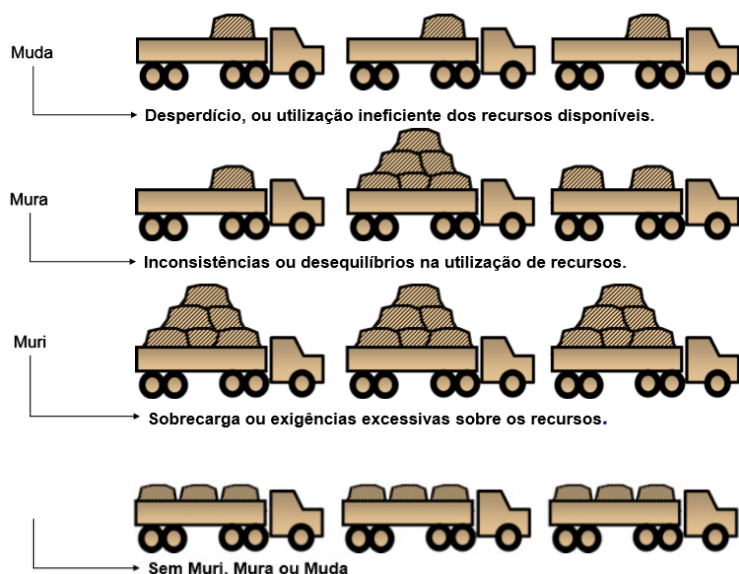 Muda
Desperdício, ou utilização ineficiente dos recursos disponíveis.
Mura
Inconsistências ou desequilíbrios na utilização de recursos.
Muri
Sobrecarga ou exigências excessivas sobre os recursos.
Sem Muri, Mura ou Muda